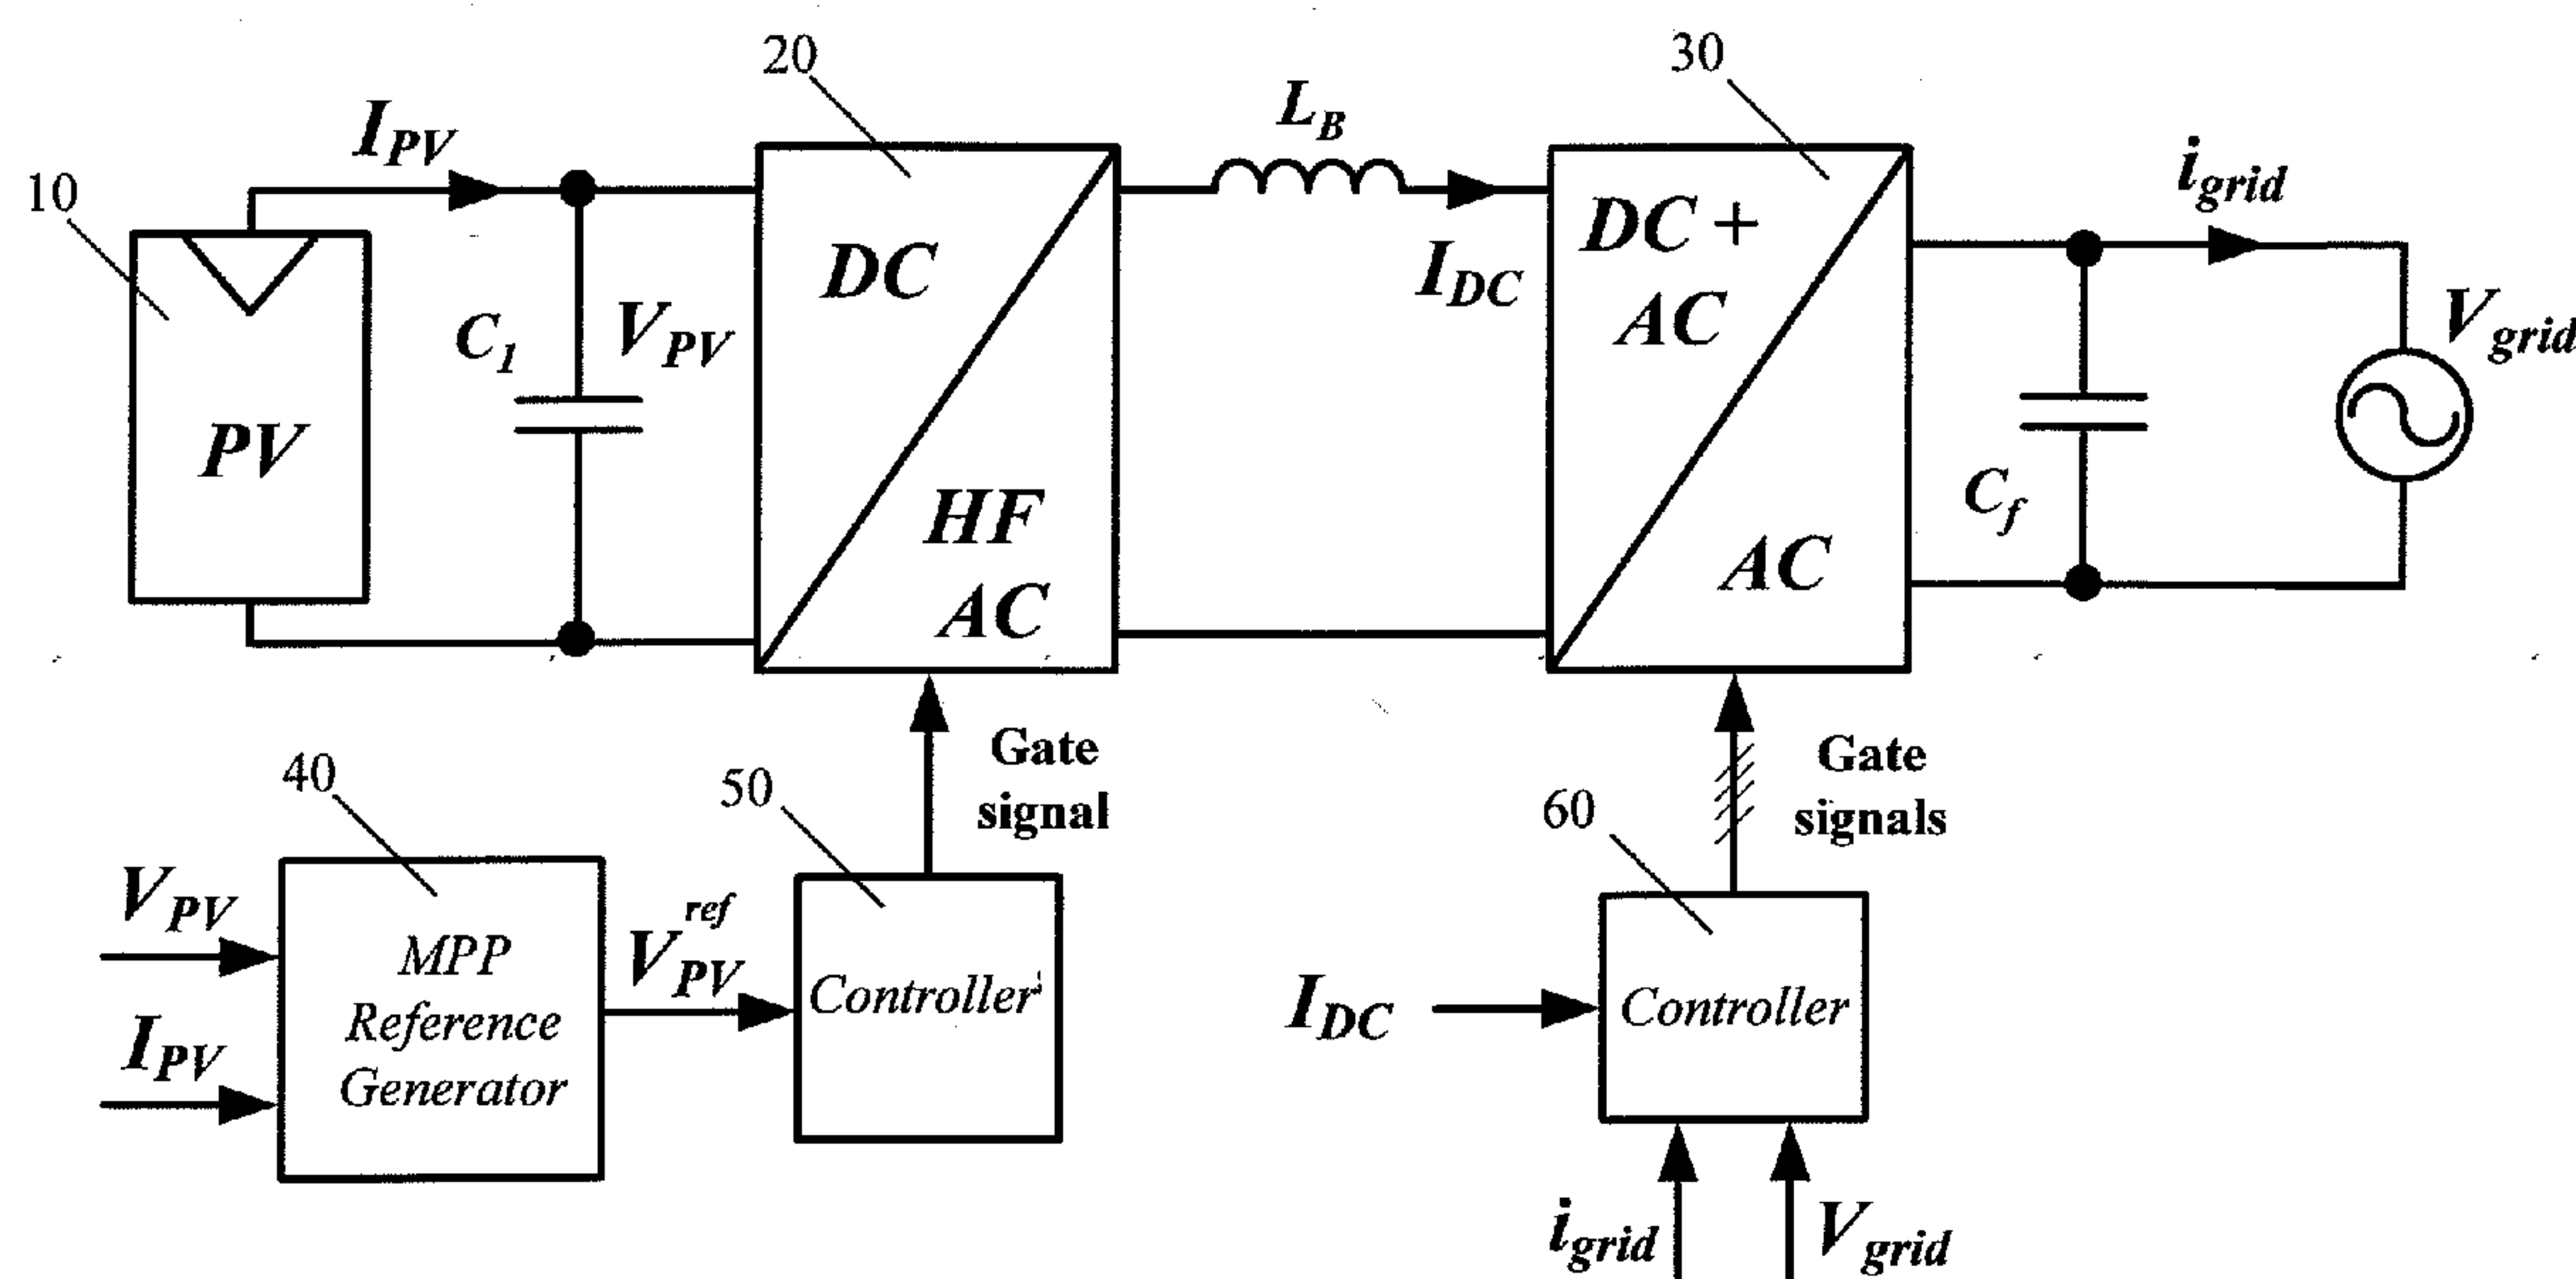 20
30
L_B
I_PV
i_grid
10
DC
DC +
AC
I_DC
V_grid
C_1
V_PV
PV
HF
AC
C_f
AC
Gate
signal
Gate
signals
40
50
60
V_PV
V_PV^ref
MPP
Reference
Generator
Controller
I_PV
I_DC
Controller
i_grid
V_grid